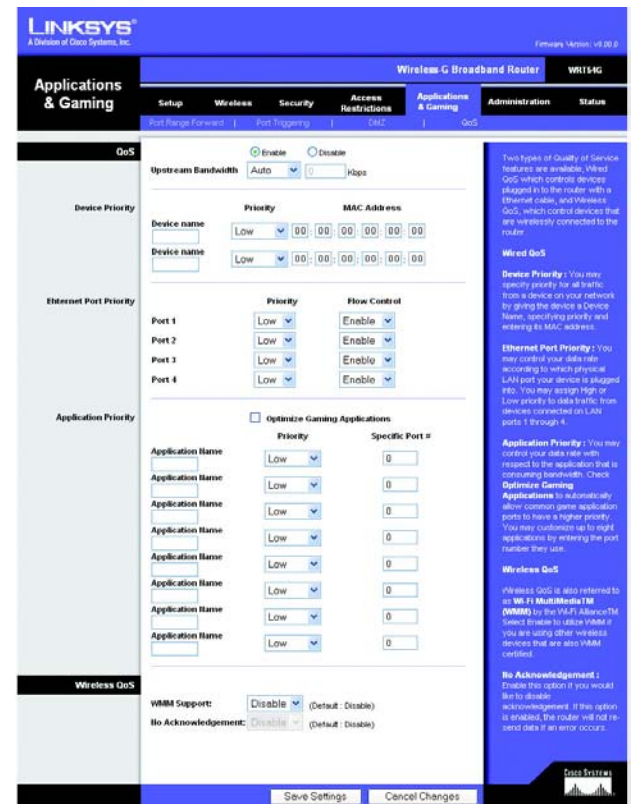 LINKSYS®
A Division of Cisco Systems, Inc.
Firmware Version: v8.00.0
Wireless-G Broadband Router WRT54G
Applications & Gaming
Setup Wireless Security Access Restrictions Applications & Gaming Administration Status
Port Range Forward | Port Triggering | DMZ | QoS
QoS
Enable Disable
Upstream Bandwidth Auto 0 Kbps
Device Priority
Priority MAC Address
Device name
Low 00 : 00 : 00 : 00 : 00 : 00
Device name
Low 00 : 00 : 00 : 00 : 00 : 00
Ehternet Port Priority
Priority Flow Control
Port 1 Low Enable
Port 2 Low Enable
Port 3 Low Enable
Port 4 Low Enable
Application Priority
Optimize Gaming Applications
Priority Specific Port #
Application Name
Low 0
Application Name
Low 0
Application Name
Low 0
Application Name
Low 0
Application Name
Low 0
Application Name
Low 0
Application Name
Low 0
Application Name
Low 0
Wireless QoS
WMM Support: Disable (Default : Disable)
No Acknowledgement: Disable (Default : Disable)
Two types of Quality of Service
features are available, Wired
QoS which controls devices
plugged in to the router with a
Ethernet cable, and Wireless
QoS, which control devices that
are wirelessly connected to the
router
Wired QoS
Device Priority : You may
specify priority for all traffic
from a device on your network
by giving the device a Device
Name, specifying priority and
entering its MAC address.
Ethernet Port Priority : You
may control your data rate
according to which physical
LAN port your device is plugged
into. You may assign High or
Low priority to data traffic from
devices connected on LAN
ports 1 through 4.
Application Priority : You may
control your data rate with
respect to the application that is
consuming bandwidth. Check
Optimize Gaming
Applications to automatically
allow common game application
ports to have a higher priority.
You may customize up to eight
applications by entering the port
number they use.
Wireless QoS
Wireless QoS is also referred to
as Wi-Fi MultiMediaTM
(WMM) by the Wi-Fi AllianceTM
Select Enable to utilize WMM if
you are using other wireless
devices that are also WMM
certified.
No Acknowledgement :
Enable this option if you would
like to disable
acknowledgement. If this option
is enabled, the router will not re-
send data if an error occurs.
Save Settings Cancel Changes
CISCO SYSTEMS